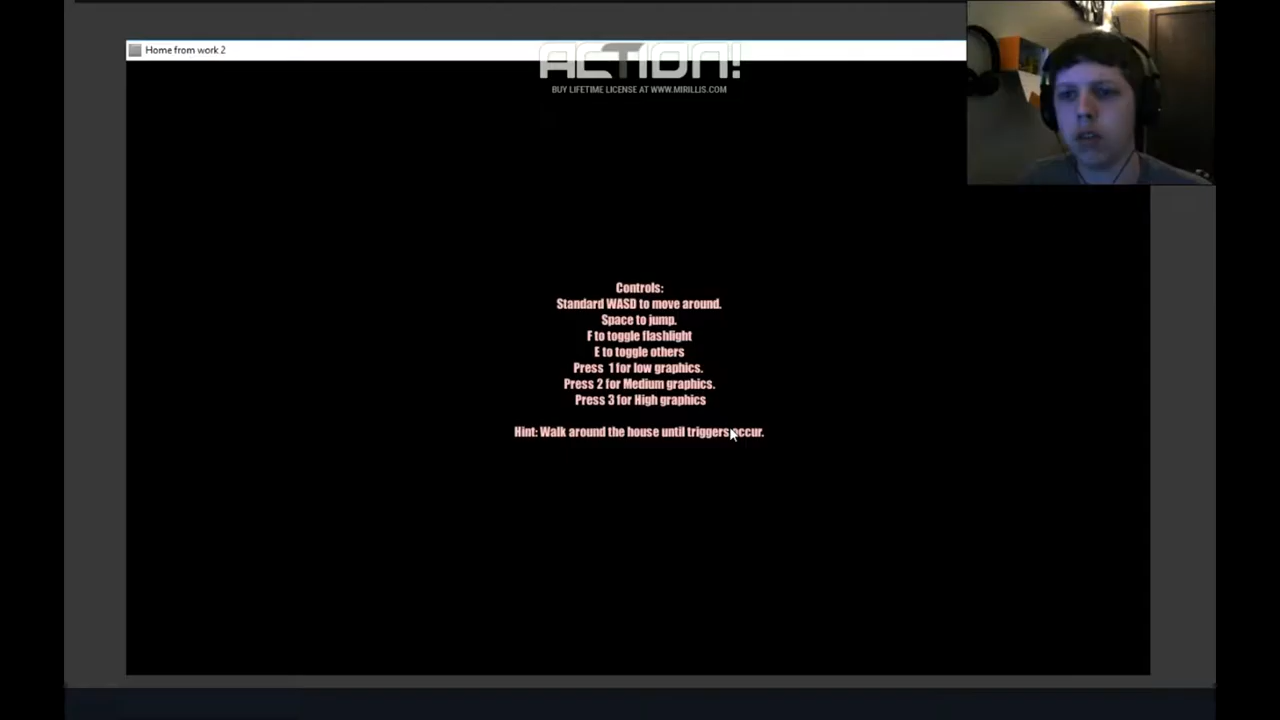 Home from work 2
ACTION!
BUY LIFETIME LICENSE AT WWW.MIRILLIS.COM
Controls:
Standard WASD to move around.
Space to jump.
F to toggle flashlight
E to toggle others
Press 1 for low graphics.
Press 2 for Medium graphics.
Press 3 for High graphics
Hint: Walk around the house until triggers occur.